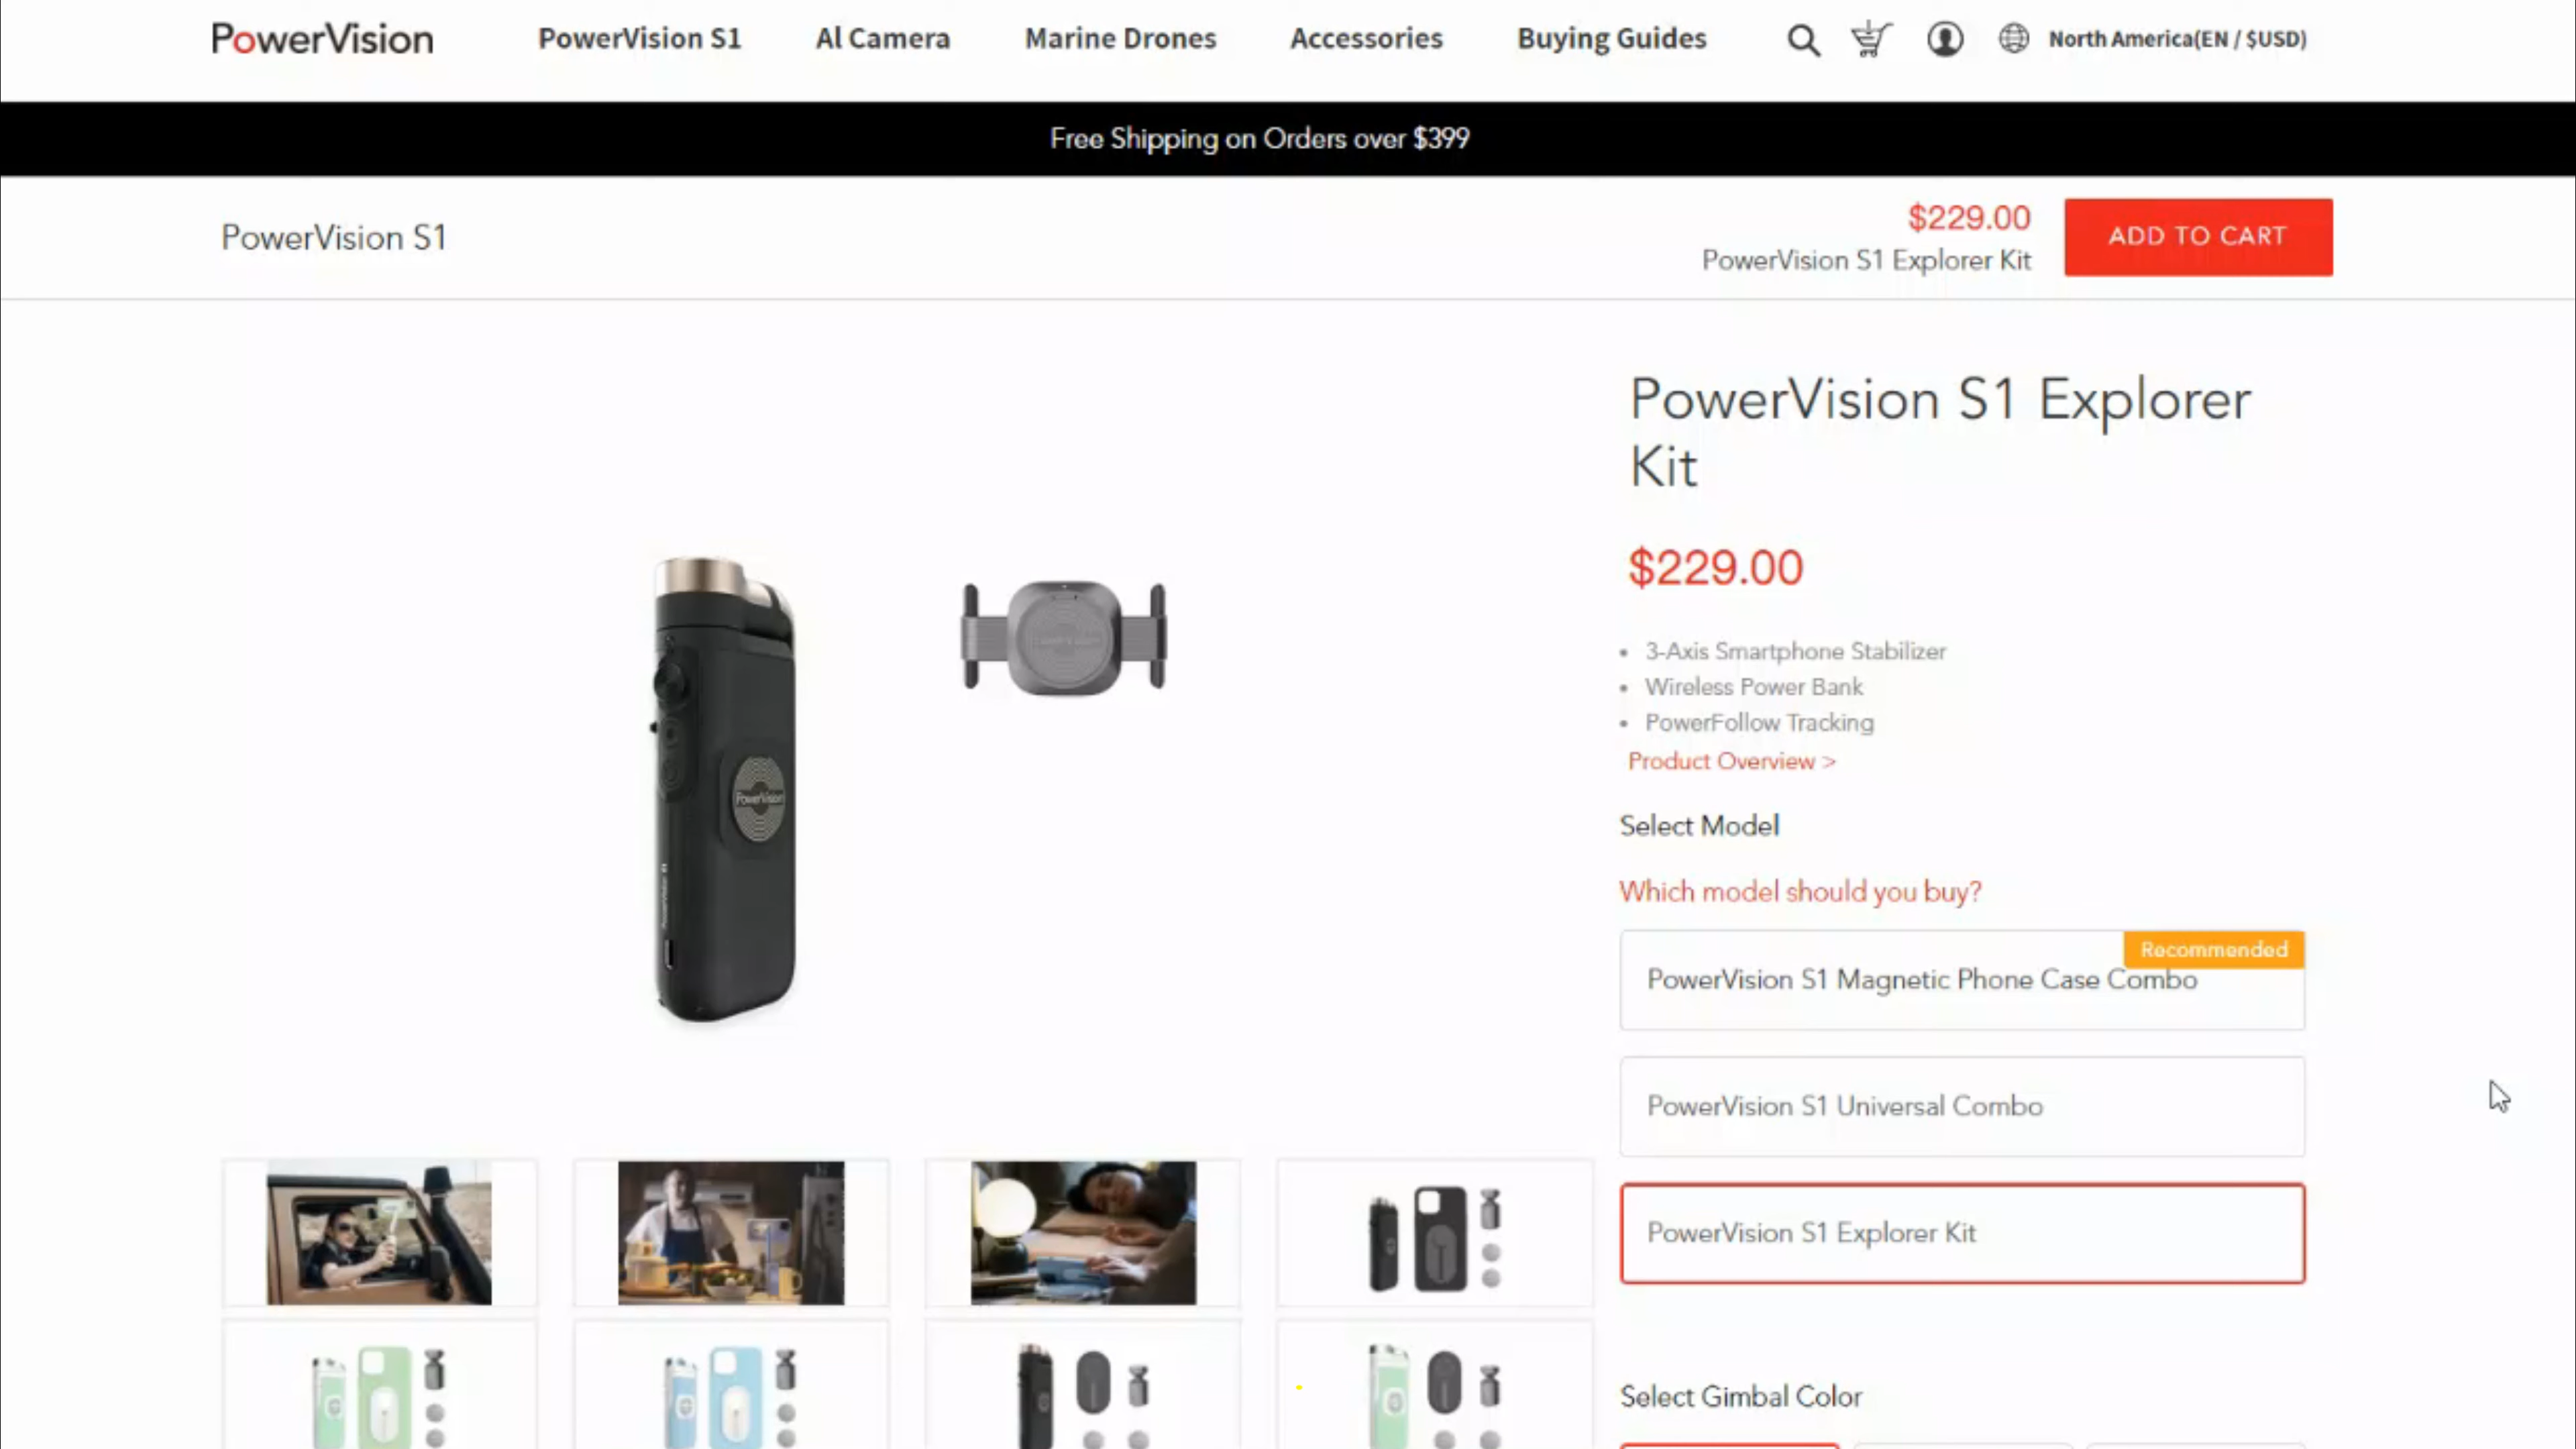 PowerVision
PowerVision S1
AI Camera
Marine Drones
Accessories
Buying Guides
North America(EN / $USD)
Free Shipping on Orders over $399
PowerVision S1
$229.00
PowerVision S1 Explorer Kit
ADD TO CART
PowerVision S1 Explorer
Kit
$229.00
• 3-Axis Smartphone Stabilizer
• Wireless Power Bank
• PowerFollow Tracking
Product Overview >
Select Model
Which model should you buy?
Recommended
PowerVision S1 Magnetic Phone Case Combo
PowerVision S1 Universal Combo
PowerVision S1 Explorer Kit
Select Gimbal Color
PowerVision